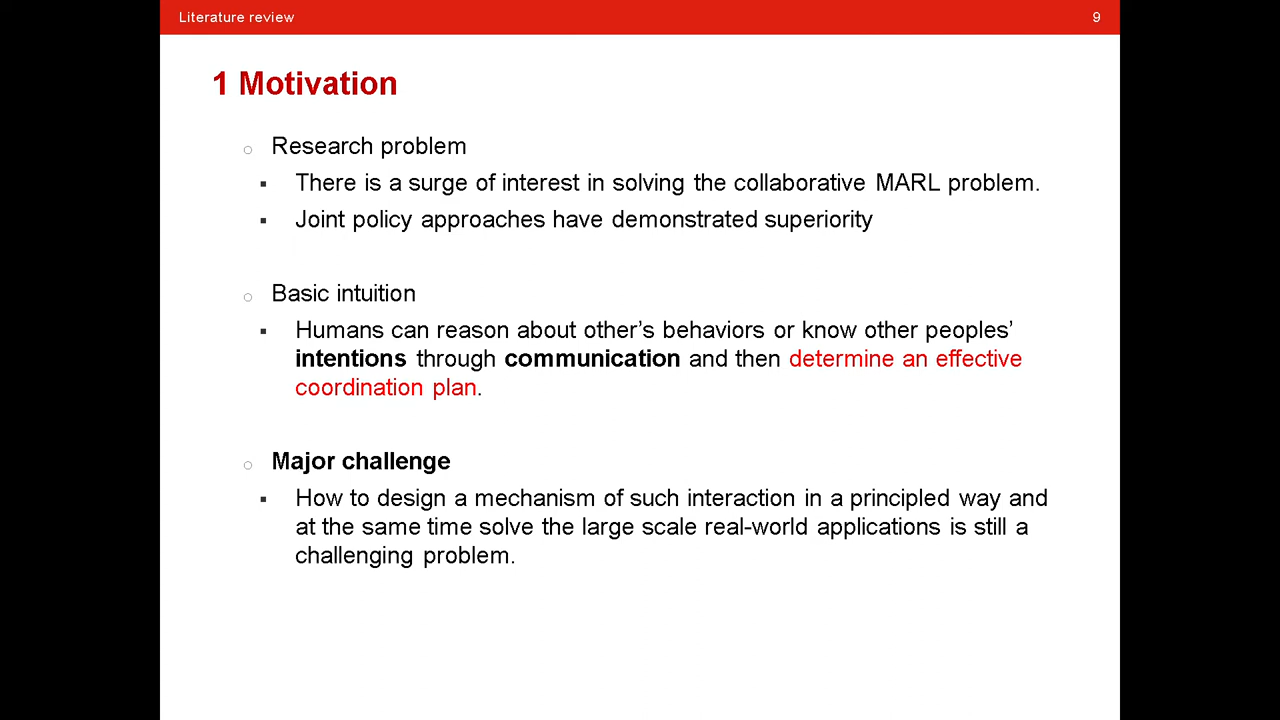 Literature review
9
1 Motivation
Research problem
There is a surge of interest in solving the collaborative MARL problem.
Joint policy approaches have demonstrated superiority
Basic intuition
Humans can reason about other’s behaviors or know other peoples’
intentions through communication and then determine an effective
coordination plan.
Major challenge
How to design a mechanism of such interaction in a principled way and
at the same time solve the large scale real-world applications is still a
challenging problem.